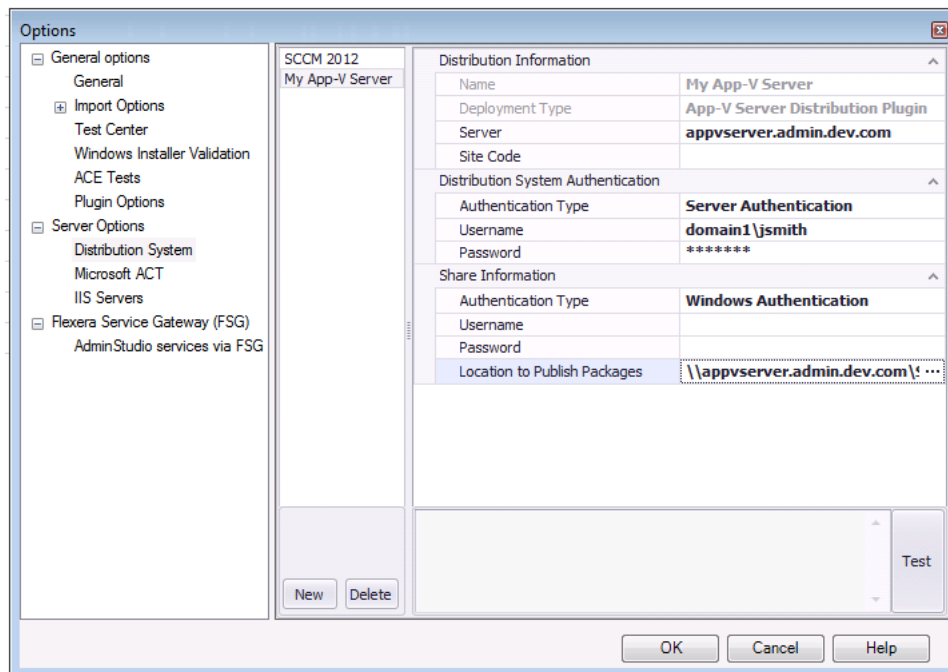 Options
General options
General
Import Options
Test Center
Windows Installer Validation
ACE Tests
Plugin Options
Server Options
Distribution System
Microsoft ACT
IIS Servers
Flexera Service Gateway (FSG)
AdminStudio services via FSG
SCCM 2012
My App-V Server
New Delete
Distribution Information
Name My App-V Server
Deployment Type App-V Server Distribution Plugin
Server appvserver.admin.dev.com
Site Code
Distribution System Authentication
Authentication Type Server Authentication
Username domain1\jsmith
Password *******
Share Information
Authentication Type Windows Authentication
Username
Password
Location to Publish Packages \\appvserver.admin.dev.com\ ...
Test
OK Cancel Help